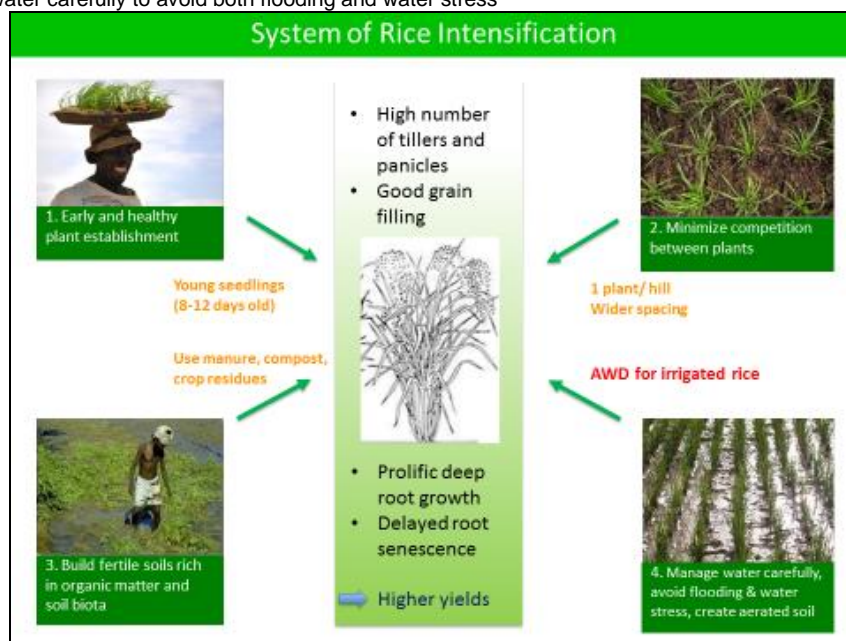 water carefully to avoid both flooding and water stress
System of Rice Intensification
1. Early and healthy
plant establishment
• High number
of tillers and
panicles
• Good grain
filling
2. Minimize competition
between plants
Young seedlings
(8-12 days old)
1 plant/ hill
Wider spacing
Use manure, compost,
crop residues
AWD for irrigated rice
3. Build fertile soils rich
in organic matter and
soil biota
• Prolific deep
root growth
• Delayed root
senescence
Higher yields
4. Manage water carefully,
avoid flooding & water
stress, create aerated soil